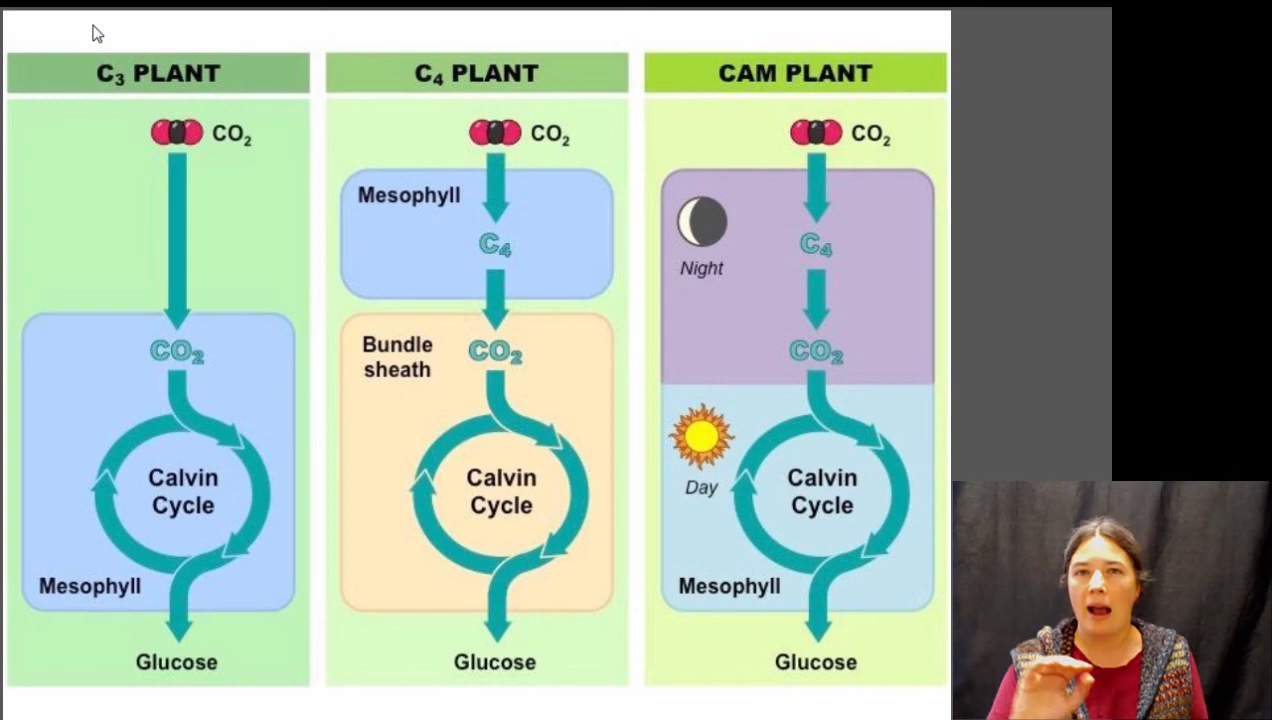 C₃ PLANT
CO₂
CO₂
Calvin
Cycle
Mesophyll
Glucose
C₄ PLANT
CO₂
Mesophyll
C₄
Bundle
sheath
CO₂
Calvin
Cycle
Glucose
CAM PLANT
CO₂
C₄
Night
CO₂
Day
Calvin
Cycle
Mesophyll
Glucose